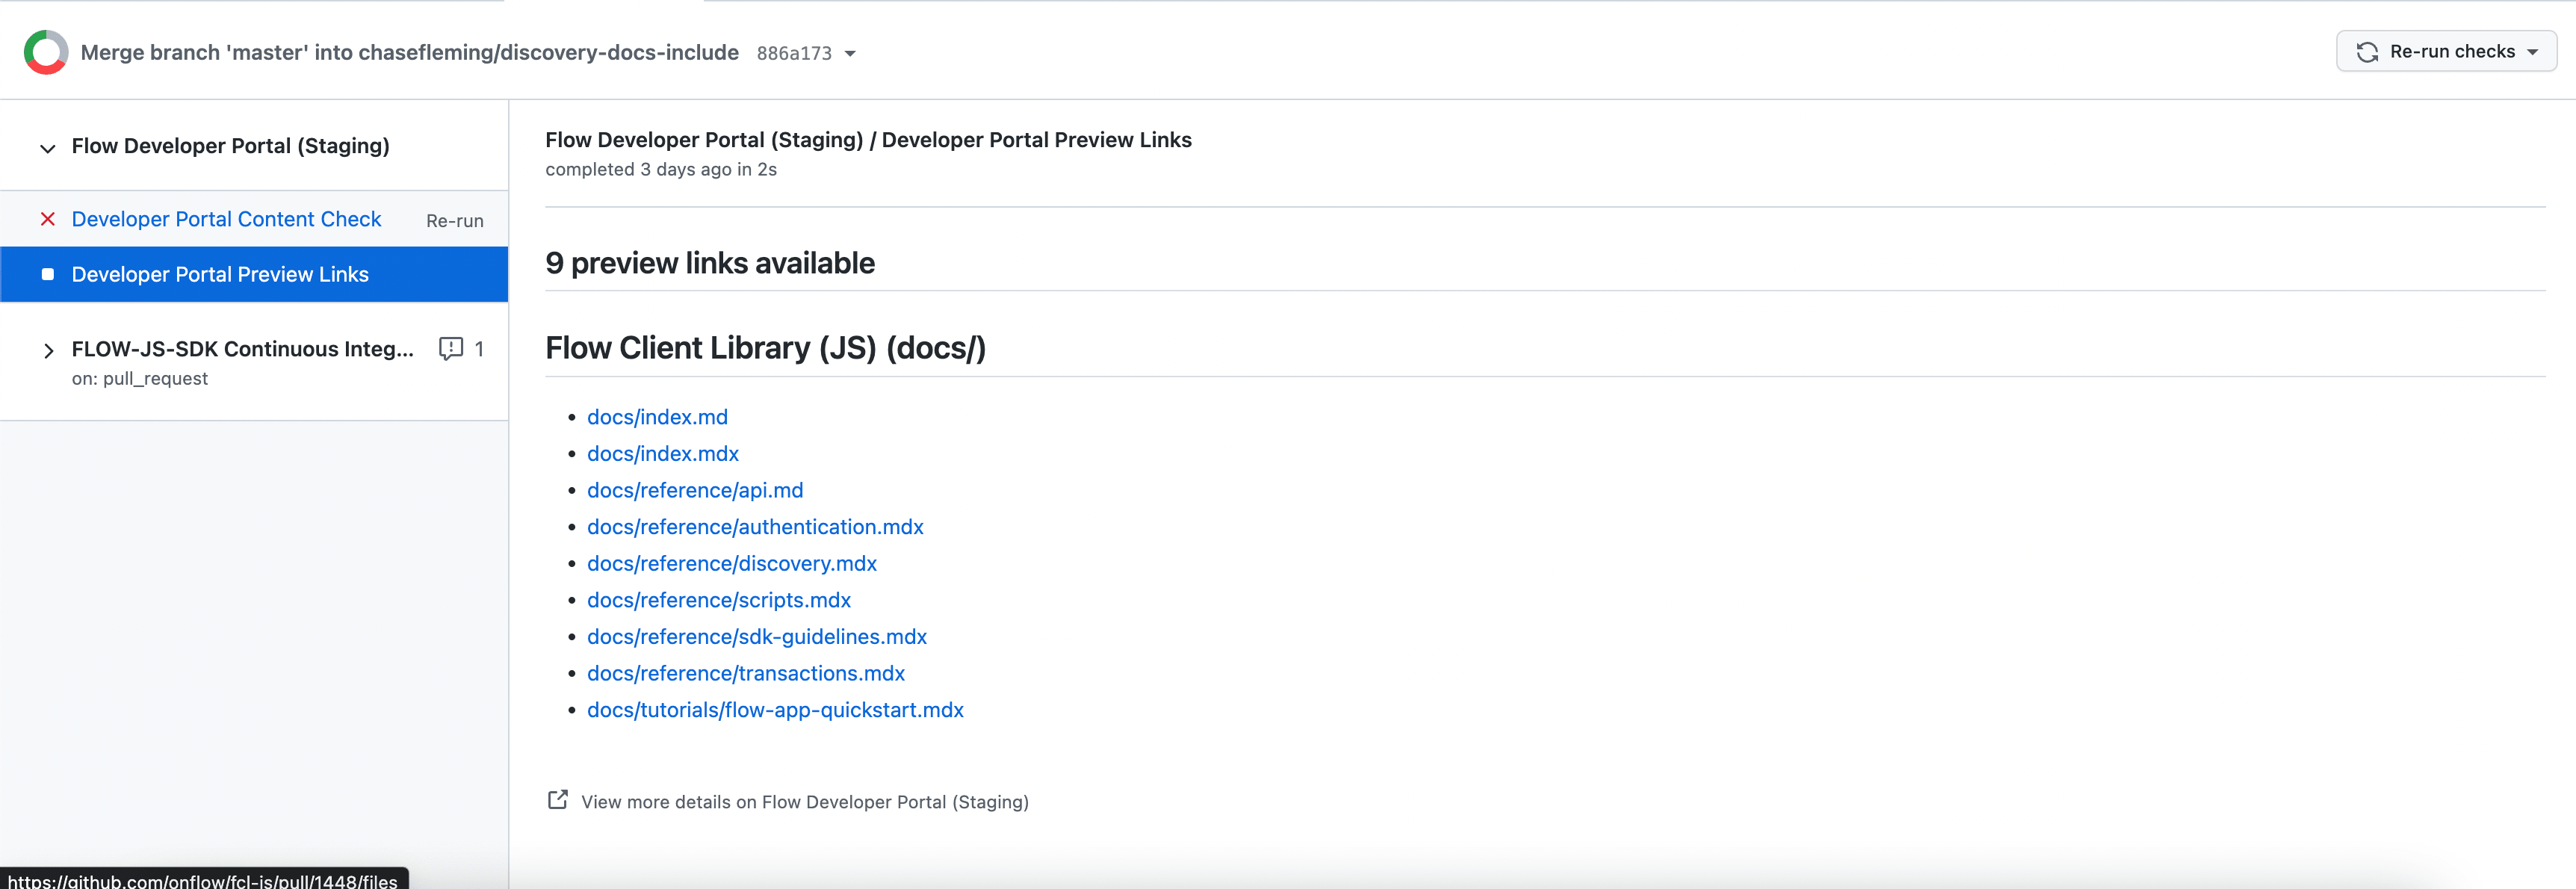 Merge branch 'master' into chasefleming/discovery-docs-include 886a173
Re-run checks
Flow Developer Portal (Staging)
Developer Portal Content Check Re-run
Developer Portal Preview Links
FLOW-JS-SDK Continuous Integ... 1
on: pull_request
Flow Developer Portal (Staging) / Developer Portal Preview Links
completed 3 days ago in 2s
9 preview links available
Flow Client Library (JS) (docs/)
docs/index.md
docs/index.mdx
docs/reference/api.md
docs/reference/authentication.mdx
docs/reference/discovery.mdx
docs/reference/scripts.mdx
docs/reference/sdk-guidelines.mdx
docs/reference/transactions.mdx
docs/tutorials/flow-app-quickstart.mdx
View more details on Flow Developer Portal (Staging)
https://github.com/onflow/fcl-js/pull/1448/files